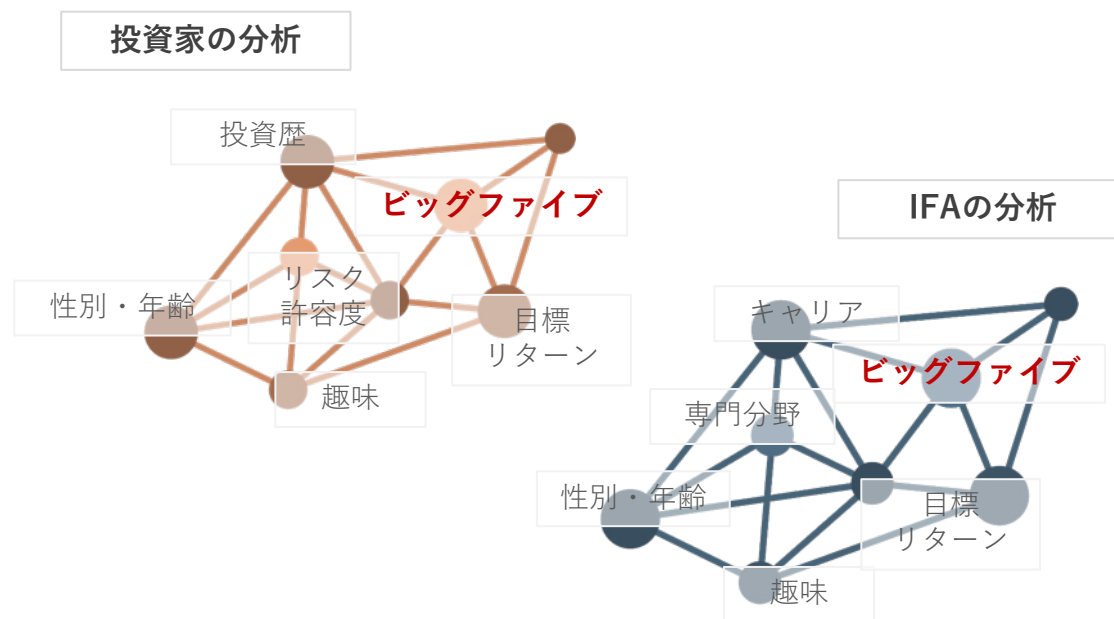 投資家の分析
投資歴
ビッグファイブ
リスク
許容度
性別・年齢
目標
リターン
趣味
IFAの分析
キャリア
ビッグファイブ
専門分野
性別・年齢
目標
リターン
趣味